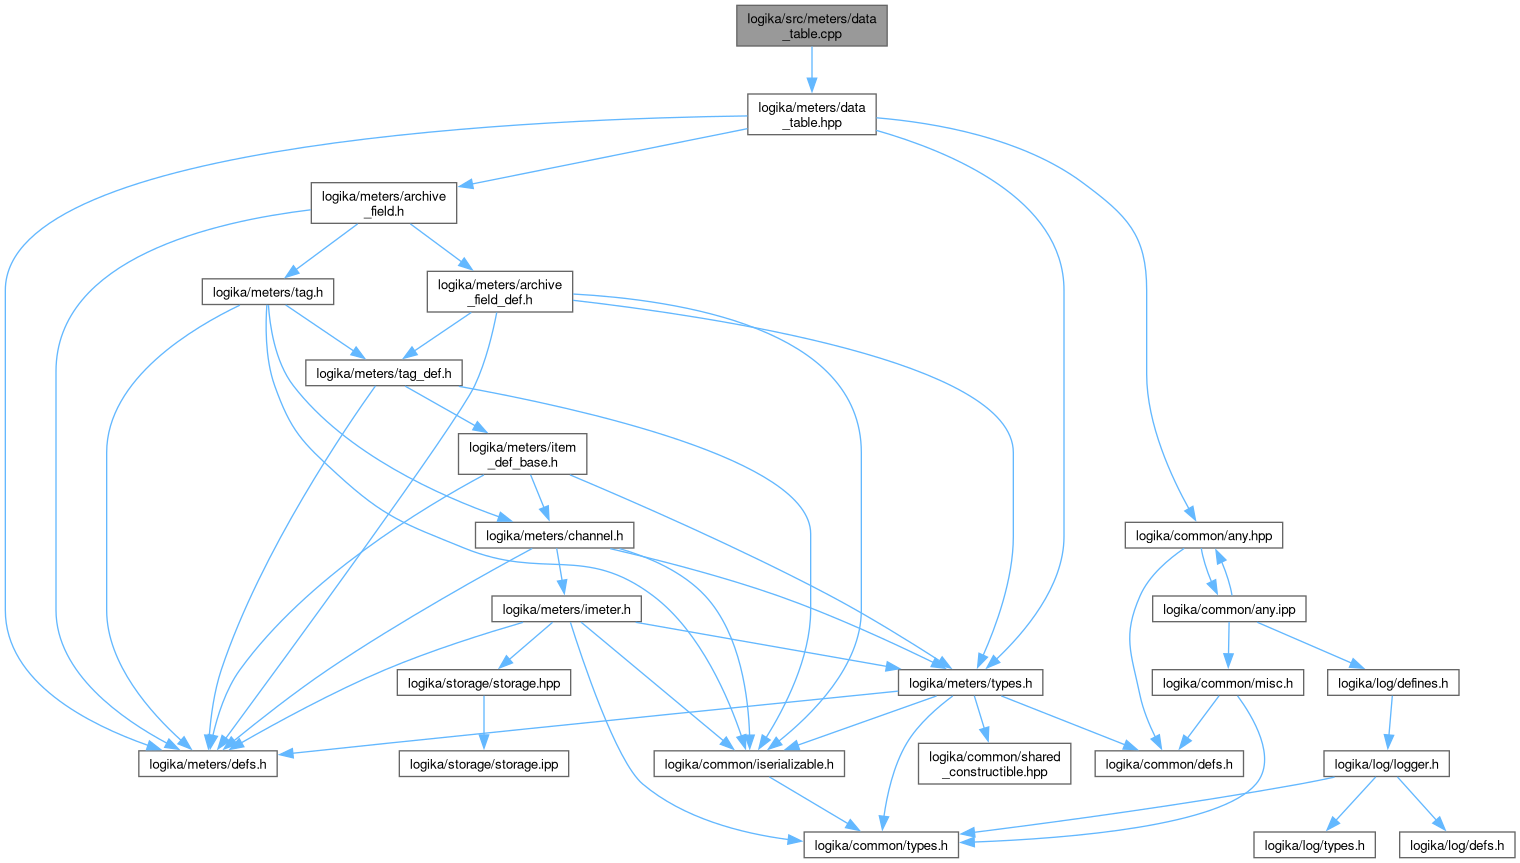 logika/src/meters/data
_table.cpp
logika/meters/data
_table.hpp
logika/meters/archive
_field.h
logika/meters/tag.h
logika/meters/archive
_field_def.h
logika/meters/tag_def.h
logika/meters/item
_def_base.h
logika/meters/channel.h
logika/common/any.hpp
logika/meters/imeter.h
logika/common/any.ipp
logika/storage/storage.hpp
logika/meters/types.h
logika/common/misc.h
logika/log/defines.h
logika/meters/defs.h
logika/storage/storage.ipp
logika/common/iserializable.h
logika/common/shared
_constructible.hpp
logika/common/defs.h
logika/log/logger.h
logika/common/types.h
logika/log/types.h
logika/log/defs.h